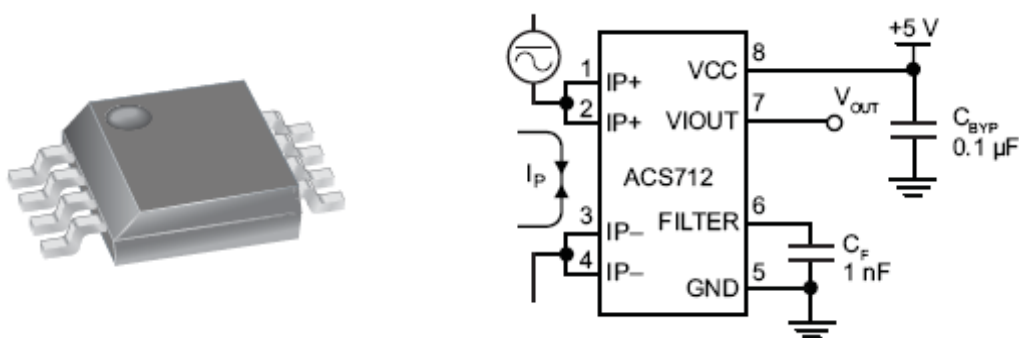 +5 V
1
IP+
VCC
8
2
IP+
VIOUT
7
VOUT
CBYP
0.1 µF
IP
ACS712
3
IP–
FILTER
6
CF
1 nF
4
IP–
GND
5